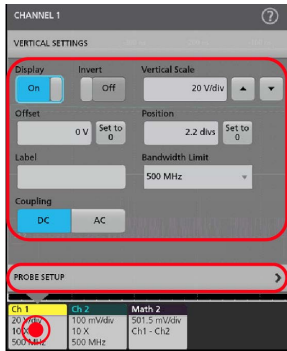 CHANNEL 1
VERTICAL SETTINGS
Display Invert Vertical Scale
On Off 20 V/div
Offset Position
0 V Set to 0 2.2 divs Set to 0
Label Bandwidth Limit
500 MHz
Coupling
DC AC
PROBE SETUP
Ch 1 Ch 2 Math 2
100 mV/div 501.5 mV/div
10 X Ch1 - Ch2
500 MHz 500 MHz